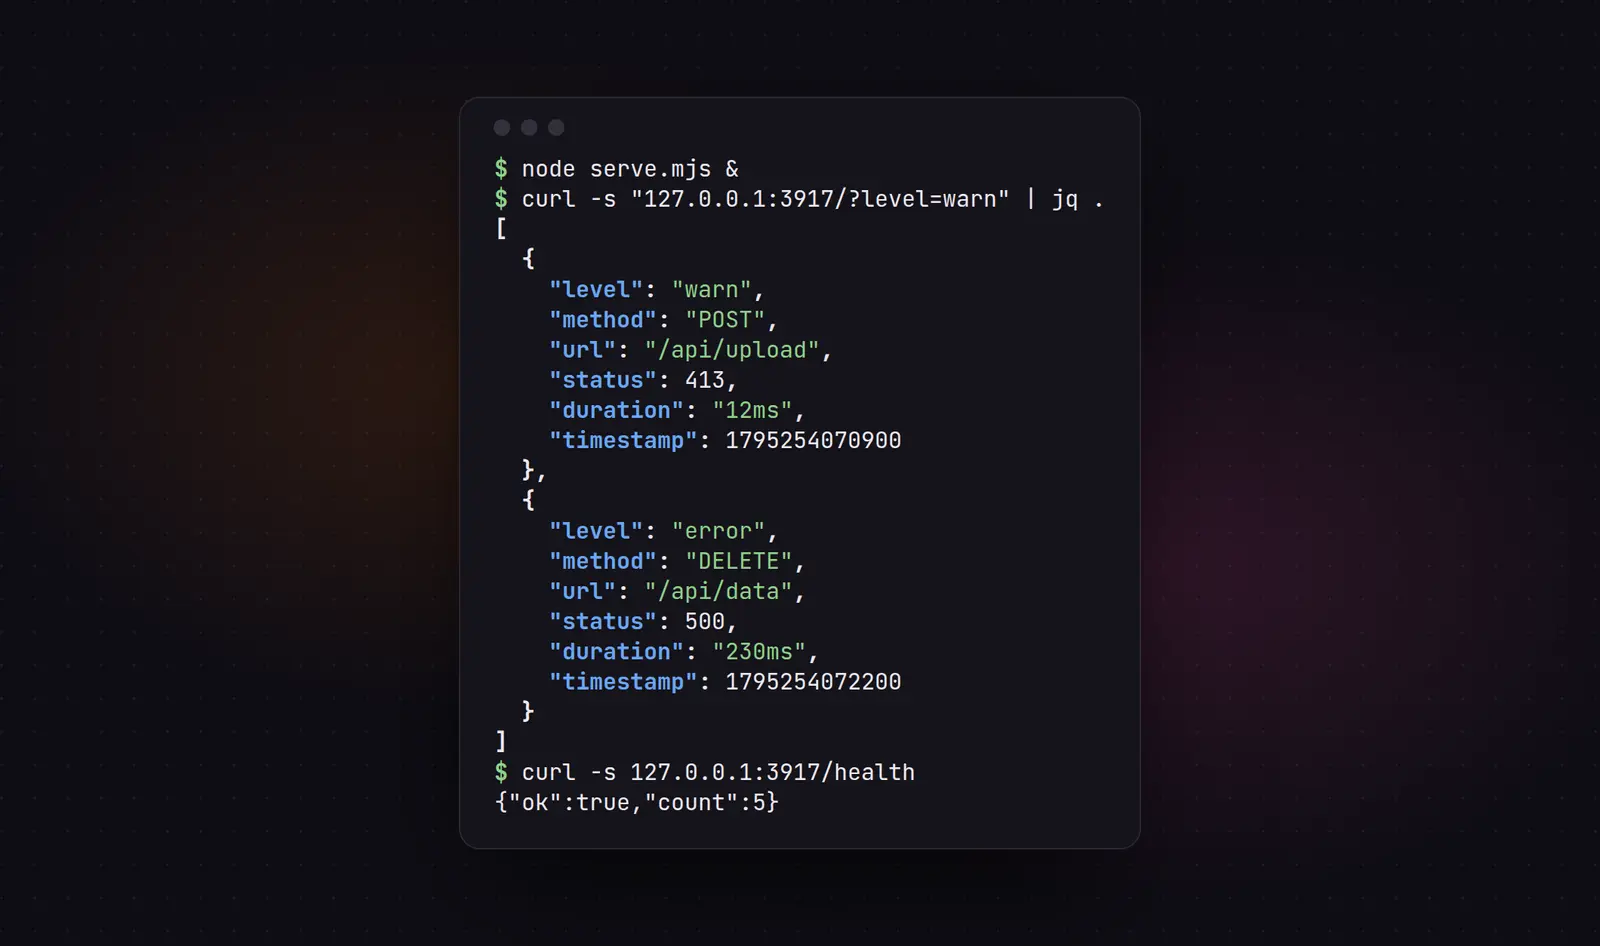 $ node serve.mjs &
$ curl -s "127.0.0.1:3917/?level=warn" | jq .
[
  {
    "level": "warn",
    "method": "POST",
    "url": "/api/upload",
    "status": 413,
    "duration": "12ms",
    "timestamp": 1795254070900
  },
  {
    "level": "error",
    "method": "DELETE",
    "url": "/api/data",
    "status": 500,
    "duration": "230ms",
    "timestamp": 1795254072200
  }
]
$ curl -s 127.0.0.1:3917/health
{"ok":true,"count":5}